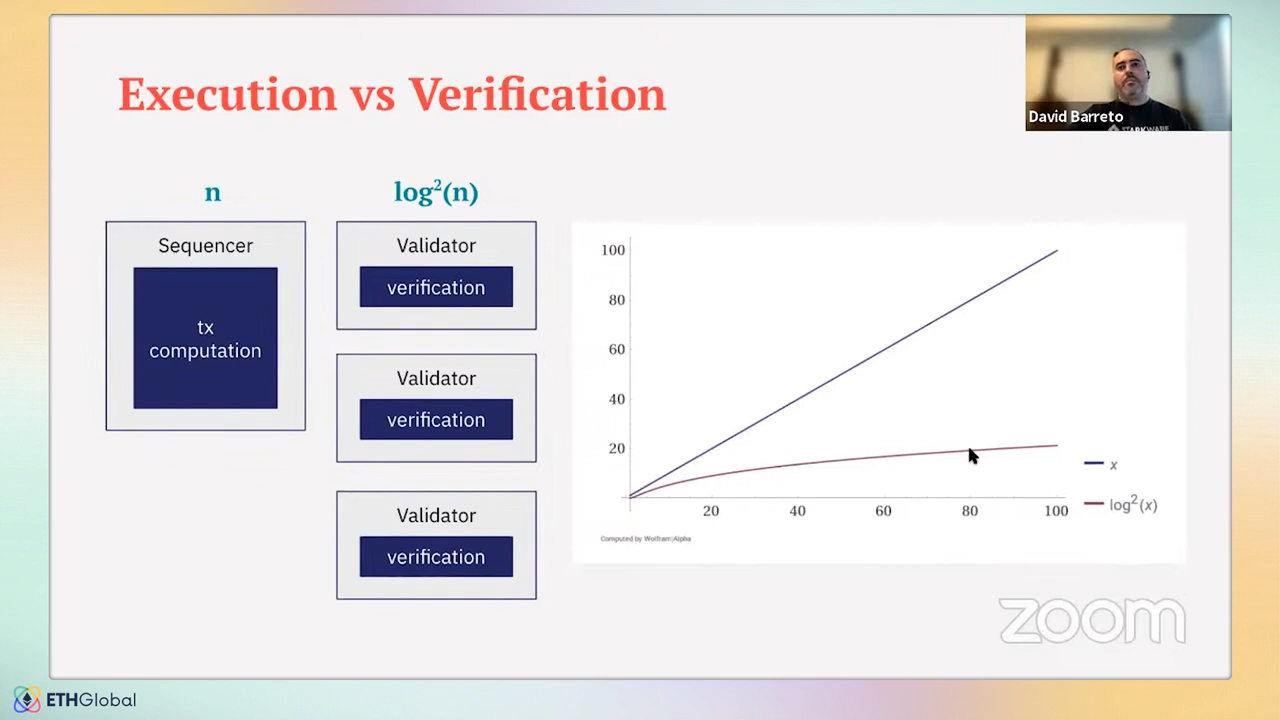 Execution vs Verification
David Barreto
STARKWARE
n
log²(n)
Sequencer
tx
computation
Validator
verification
Validator
verification
Validator
verification
100
80
60
40
20
20
40
60
80
100
x
log²(x)
Computed by Wolfram|Alpha
zoom
ETHGlobal